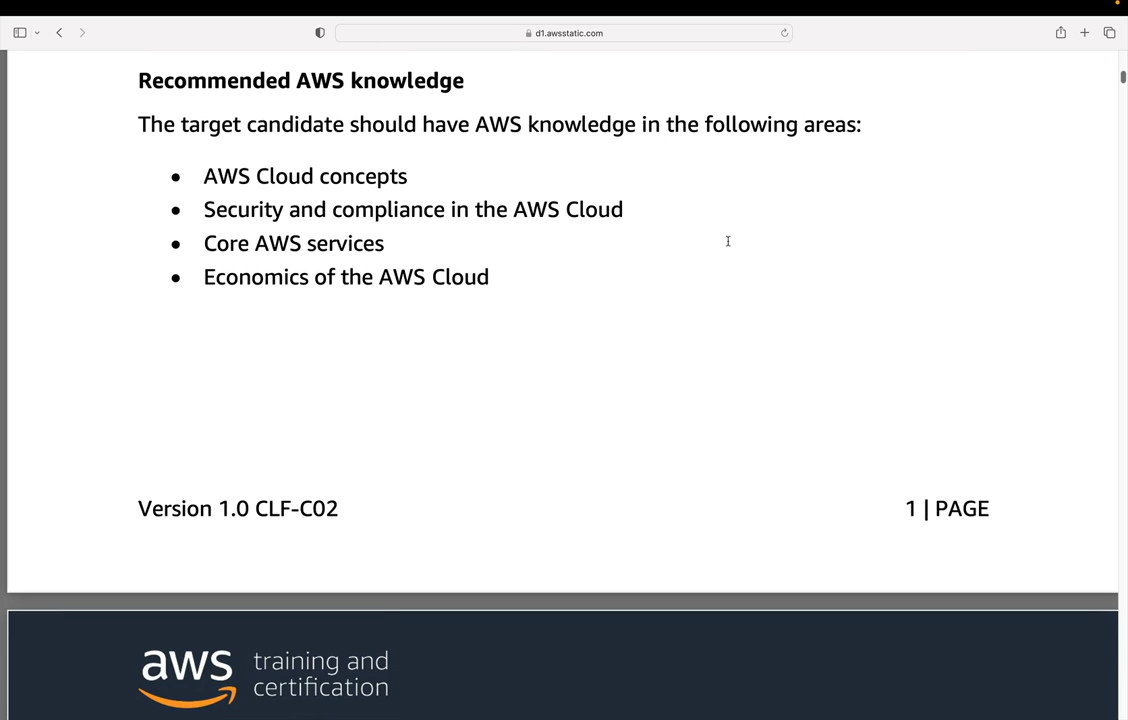 d1.awsstatic.com
Recommended AWS knowledge
The target candidate should have AWS knowledge in the following areas:
• AWS Cloud concepts
• Security and compliance in the AWS Cloud
• Core AWS services
• Economics of the AWS Cloud
Version 1.0 CLF-C02 1 | PAGE
aws training and
certification